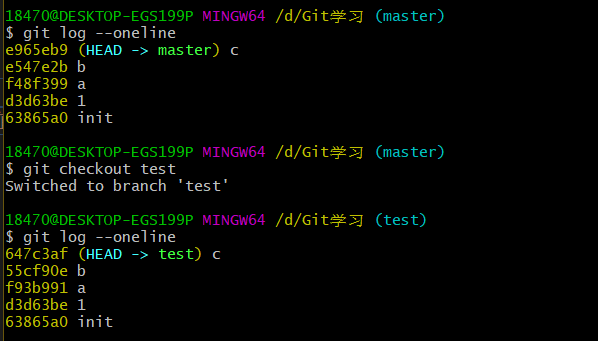 18470@DESKTOP-EGS199P MINGW64 /d/Git学习 (master)
$ git log --oneline
e965eb9 (HEAD -> master) c
e547e2b b
f48f399 a
d3d63be 1
63865a0 init
18470@DESKTOP-EGS199P MINGW64 /d/Git学习 (master)
$ git checkout test
Switched to branch 'test'
18470@DESKTOP-EGS199P MINGW64 /d/Git学习 (test)
$ git log --oneline
647c3af (HEAD -> test) c
55cf90e b
f93b991 a
d3d63be 1
63865a0 init